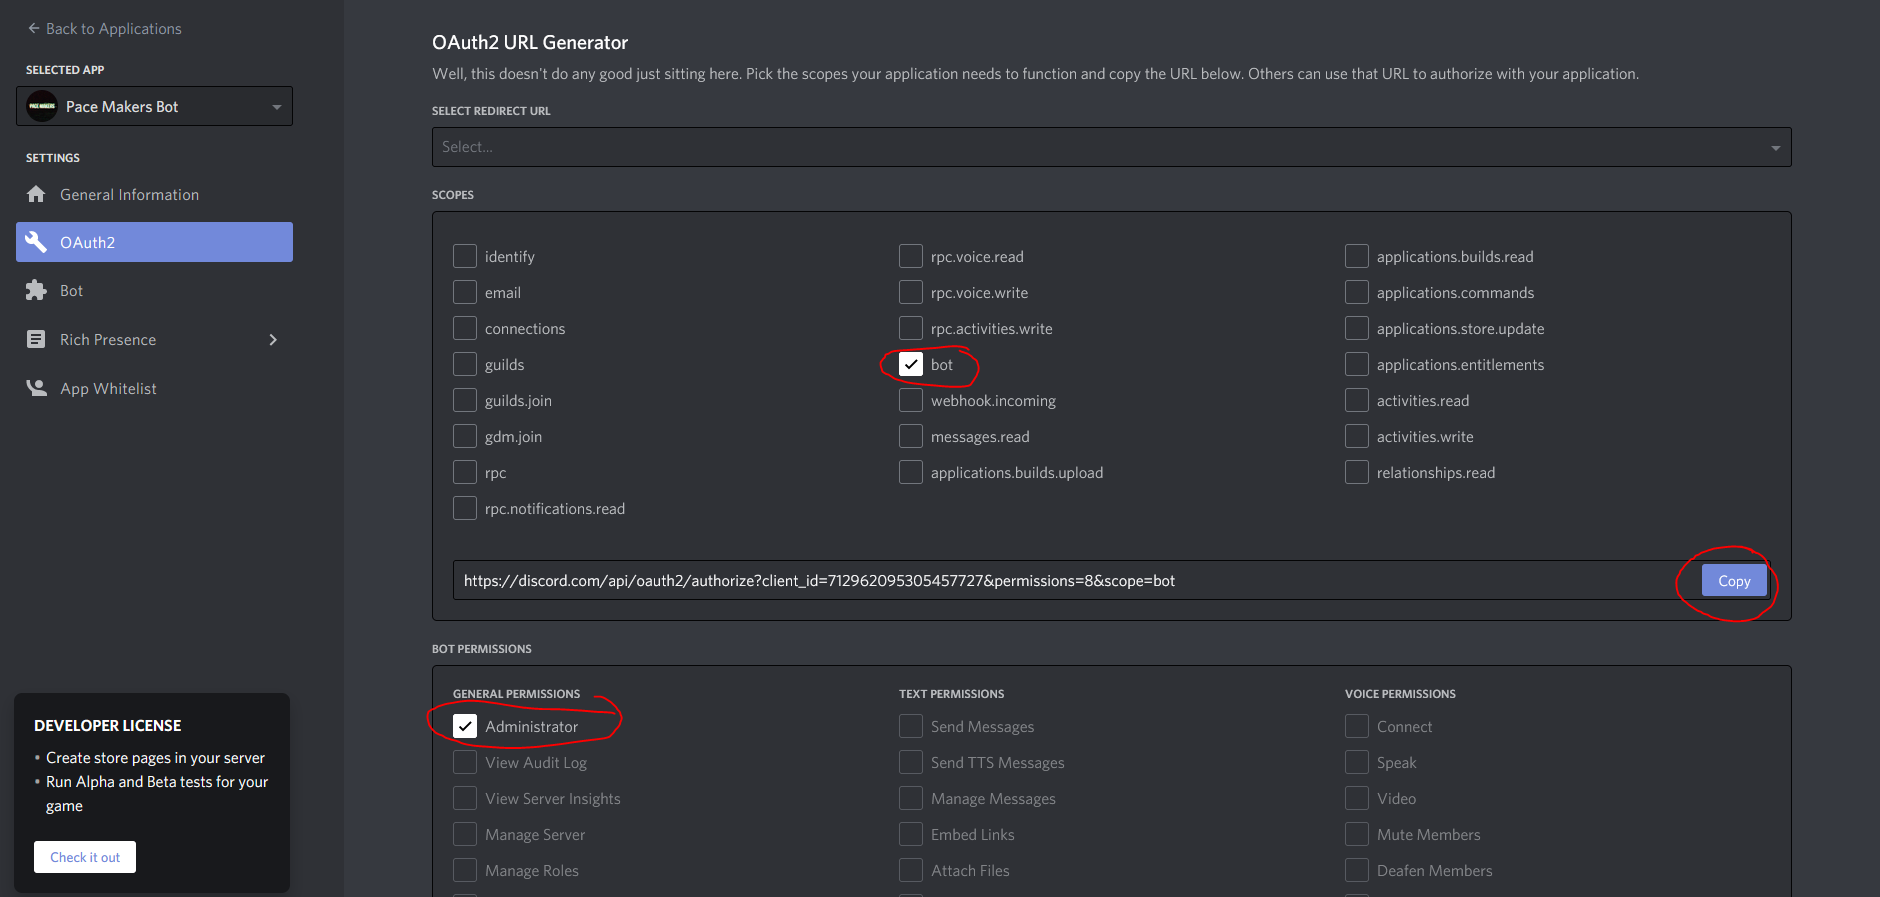 Back to Applications
SELECTED APP
PACE MAKERS
Pace Makers Bot
SETTINGS
General Information
OAuth2
Bot
Rich Presence
App Whitelist
DEVELOPER LICENSE
• Create store pages in your server
• Run Alpha and Beta tests for your
game
Check it out
OAuth2 URL Generator
Well, this doesn't do any good just sitting here. Pick the scopes your application needs to function and copy the URL below. Others can use that URL to authorize with your application.
SELECT REDIRECT URL
Select...
SCOPES
identify
email
connections
guilds
guilds.join
gdm.join
rpc
rpc.notifications.read
rpc.voice.read
rpc.voice.write
rpc.activities.write
bot
webhook.incoming
messages.read
applications.builds.upload
applications.builds.read
applications.commands
applications.store.update
applications.entitlements
activities.read
activities.write
relationships.read
https://discord.com/api/oauth2/authorize?client_id=712962095305457727&permissions=8&scope=bot
Copy
BOT PERMISSIONS
GENERAL PERMISSIONS
Administrator
View Audit Log
View Server Insights
Manage Server
Manage Roles
TEXT PERMISSIONS
Send Messages
Send TTS Messages
Manage Messages
Embed Links
Attach Files
VOICE PERMISSIONS
Connect
Speak
Video
Mute Members
Deafen Members